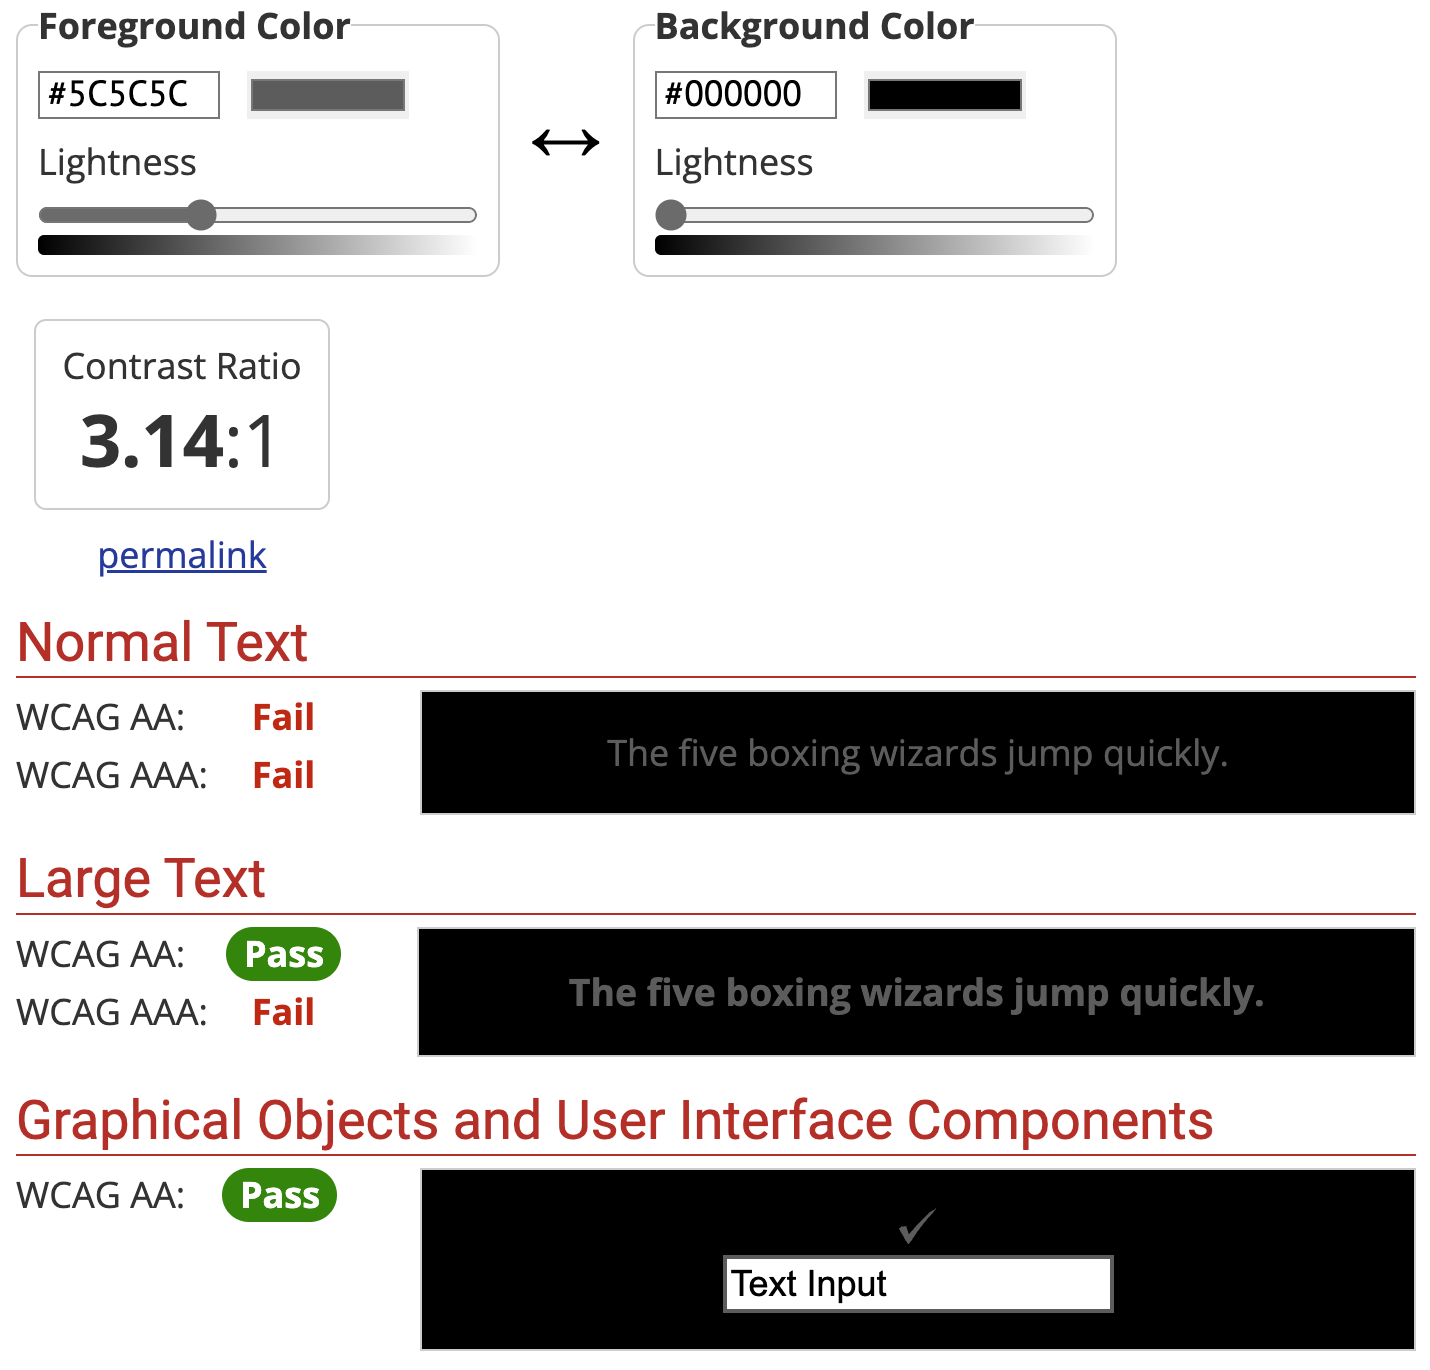 Foreground Color
#5C5C5C
Lightness
Background Color
#000000
Lightness
Contrast Ratio
3.14:1
permalink
Normal Text
WCAG AA: Fail
WCAG AAA: Fail
The five boxing wizards jump quickly.
Large Text
WCAG AA: Pass
WCAG AAA: Fail
The five boxing wizards jump quickly.
Graphical Objects and User Interface Components
WCAG AA: Pass
Text Input